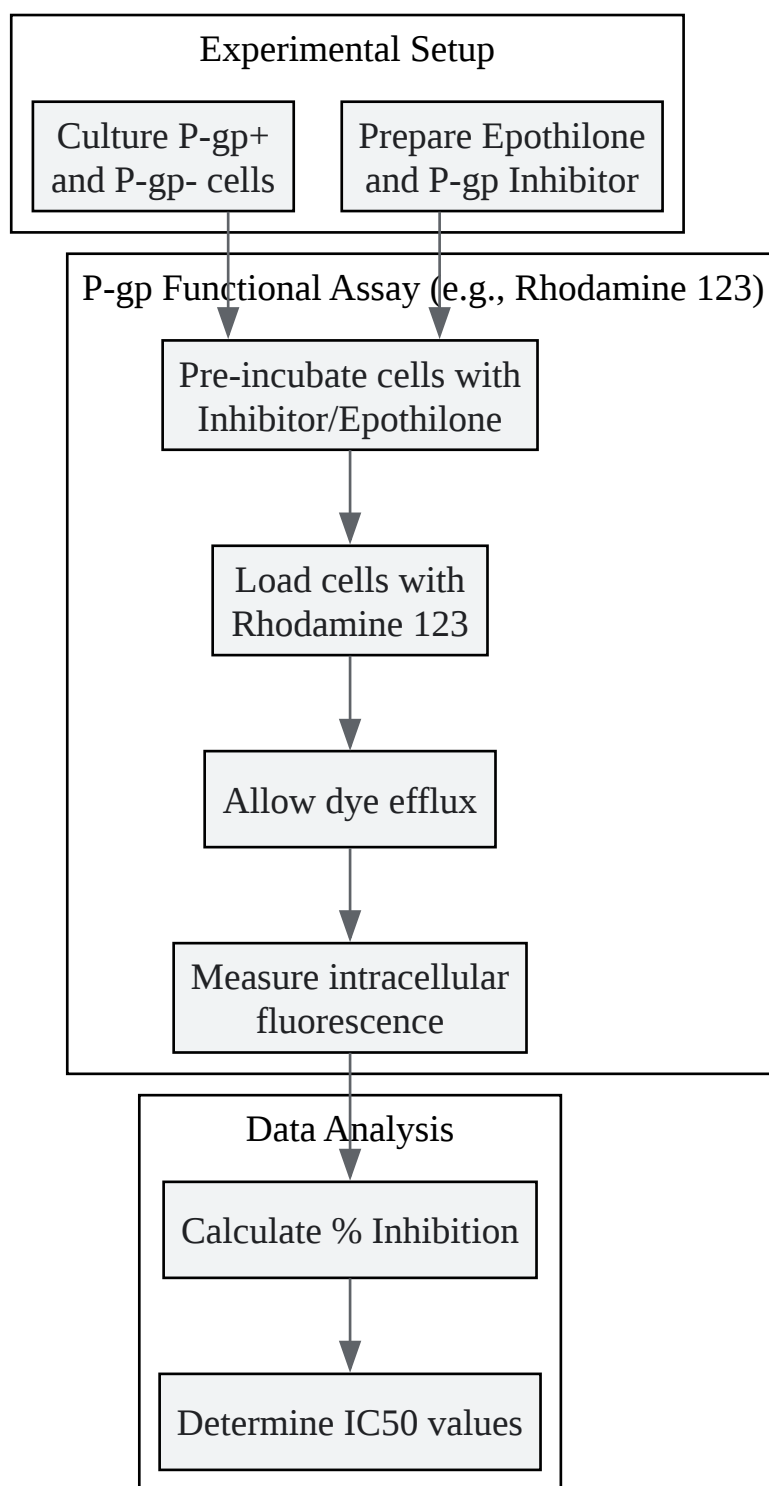 Experimental Setup
Culture P-gp+
and P-gp- cells
Prepare Epothilone
and P-gp Inhibitor
P-gp Functional Assay (e.g., Rhodamine 123)
Pre-incubate cells with
Inhibitor/Epothilone
Load cells with
Rhodamine 123
Allow dye efflux
Measure intracellular
fluorescence
Data Analysis
Calculate % Inhibition
Determine IC50 values